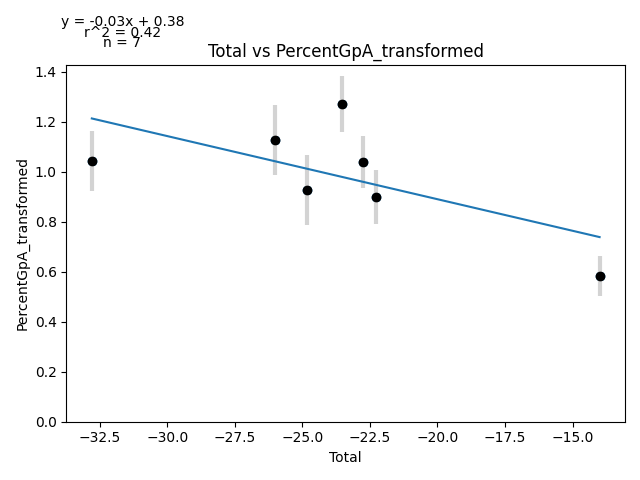 y = -0.03x + 0.38
r^2 = 0.42
n = 7
Total vs PercentGpA_transformed
PercentGpA_transformed
1.4
1.2
1.0
0.8
0.6
0.4
0.2
0.0
−32.5 −30.0 −27.5 −25.0 −22.5 −20.0 −17.5 −15.0
Total